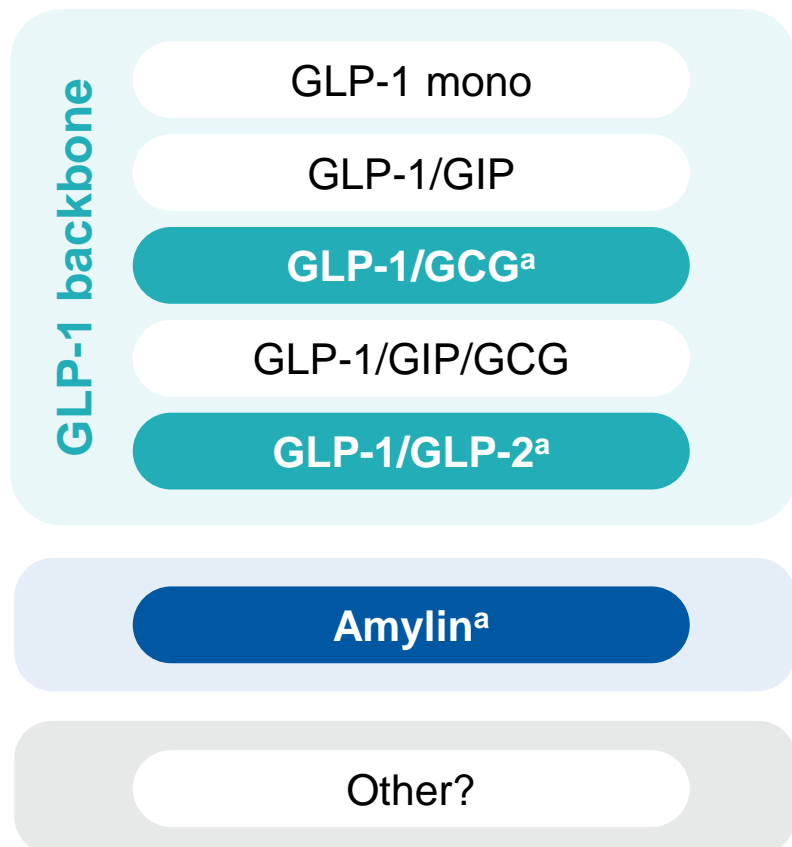 GLP-1 backbone
GLP-1 mono
GLP-1/GIP
GLP-1/GCGᵃ
GLP-1/GIP/GCG
GLP-1/GLP-2ᵃ
Amylinᵃ
Other?